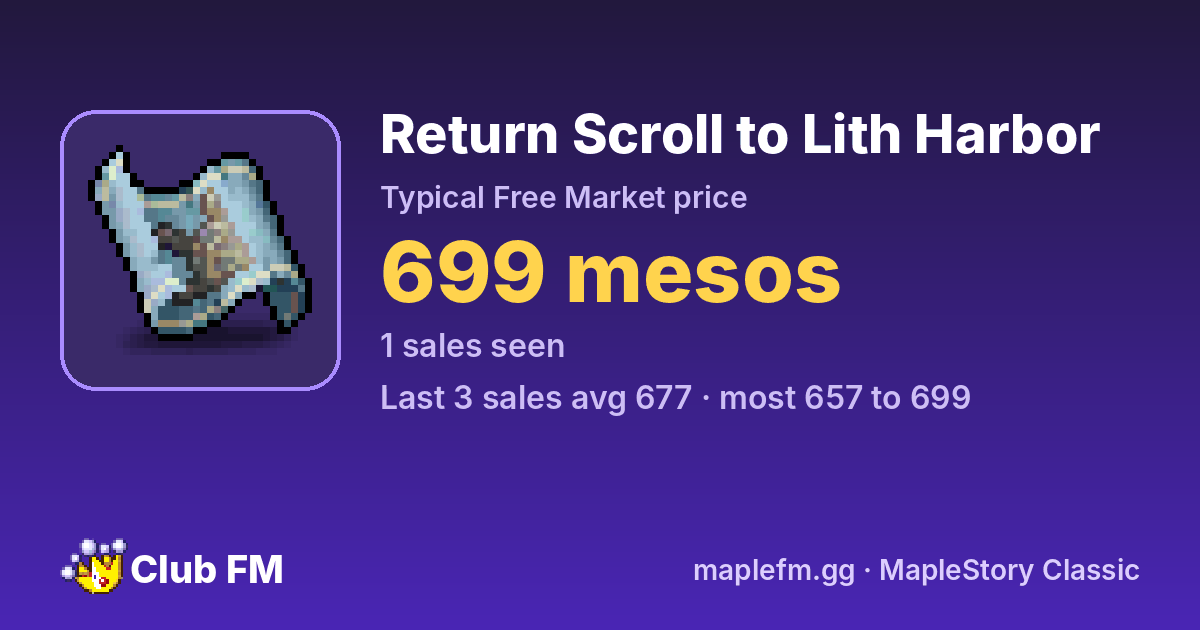 Return Scroll to Lith Harbor
Typical Free Market price
699 mesos
1 sales seen
Last 3 sales avg 677 · most 657 to 699
Club FM
maplefm.gg · MapleStory Classic